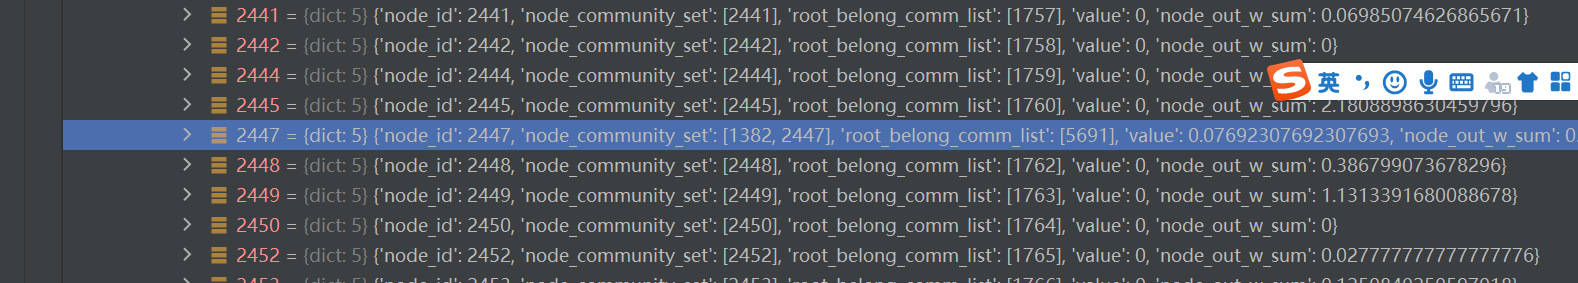 2441 = {dict: 5} {'node_id': 2441, 'node_community_set': [2441], 'root_belong_comm_list': [1757], 'value': 0, 'node_out_w_sum': 0.06985074626865671}
2442 = {dict: 5} {'node_id': 2442, 'node_community_set': [2442], 'root_belong_comm_list': [1758], 'value': 0, 'node_out_w_sum': 0}
2444 = {dict: 5} {'node_id': 2444, 'node_community_set': [2444], 'root_belong_comm_list': [1759], 'value': 0, 'node_out_w
S 英
2445 = {dict: 5} {'node_id': 2445, 'node_community_set': [2445], 'root_belong_comm_list': [1760], 'value': 0, 'node_out_w_sum': 2.1808898630459796}
2447 = {dict: 5} {'node_id': 2447, 'node_community_set': [1382, 2447], 'root_belong_comm_list': [5691], 'value': 0.07692307692307693, 'node_out_w_sum': 0.
2448 = {dict: 5} {'node_id': 2448, 'node_community_set': [2448], 'root_belong_comm_list': [1762], 'value': 0, 'node_out_w_sum': 0.386799073678296}
2449 = {dict: 5} {'node_id': 2449, 'node_community_set': [2449], 'root_belong_comm_list': [1763], 'value': 0, 'node_out_w_sum': 1.1313391680088678}
2450 = {dict: 5} {'node_id': 2450, 'node_community_set': [2450], 'root_belong_comm_list': [1764], 'value': 0, 'node_out_w_sum': 0}
2452 = {dict: 5} {'node_id': 2452, 'node_community_set': [2452], 'root_belong_comm_list': [1765], 'value': 0, 'node_out_w_sum': 0.027777777777777776}